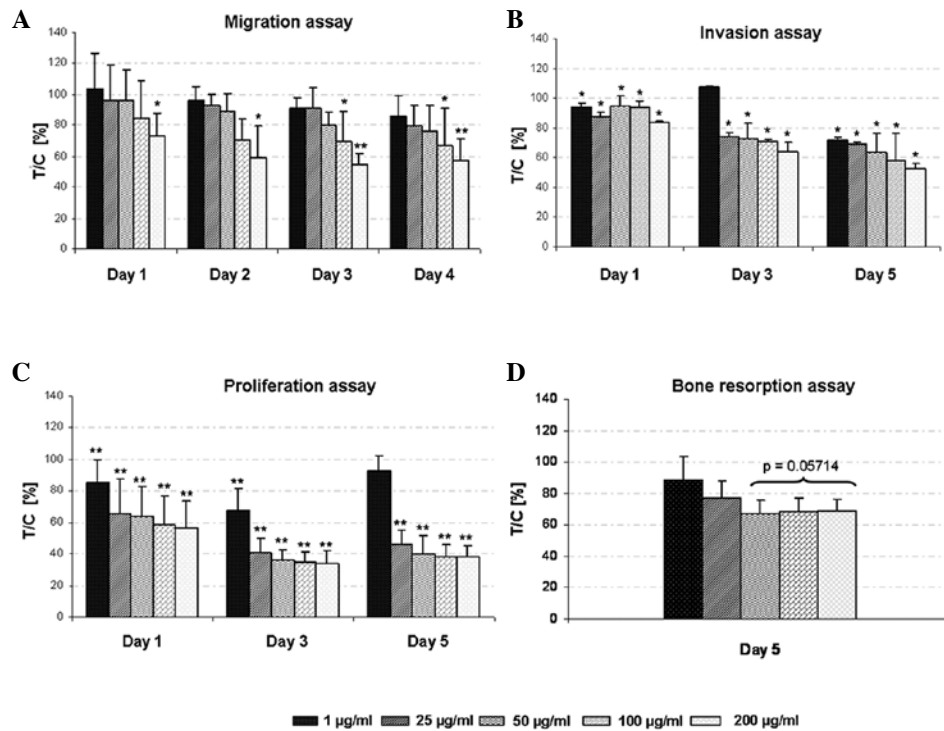 A
Migration assay
T/C [%]
140
120
100
80
60
40
20
0
* * * ** * **
Day 1 Day 2 Day 3 Day 4
B
Invasion assay
T/C [%]
140
120
100
80
60
40
20
0
* * * * * * * * * * * * * *
Day 1 Day 3 Day 5
C
Proliferation assay
T/C [%]
140
120
100
80
60
40
20
0
** ** ** ** ** ** ** ** ** ** ** ** ** **
Day 1 Day 3 Day 5
D
Bone resorption assay
T/C [%]
140
120
100
80
60
40
20
0
p = 0.05714
Day 5
1 µg/ml 25 µg/ml 50 µg/ml 100 µg/ml 200 µg/ml